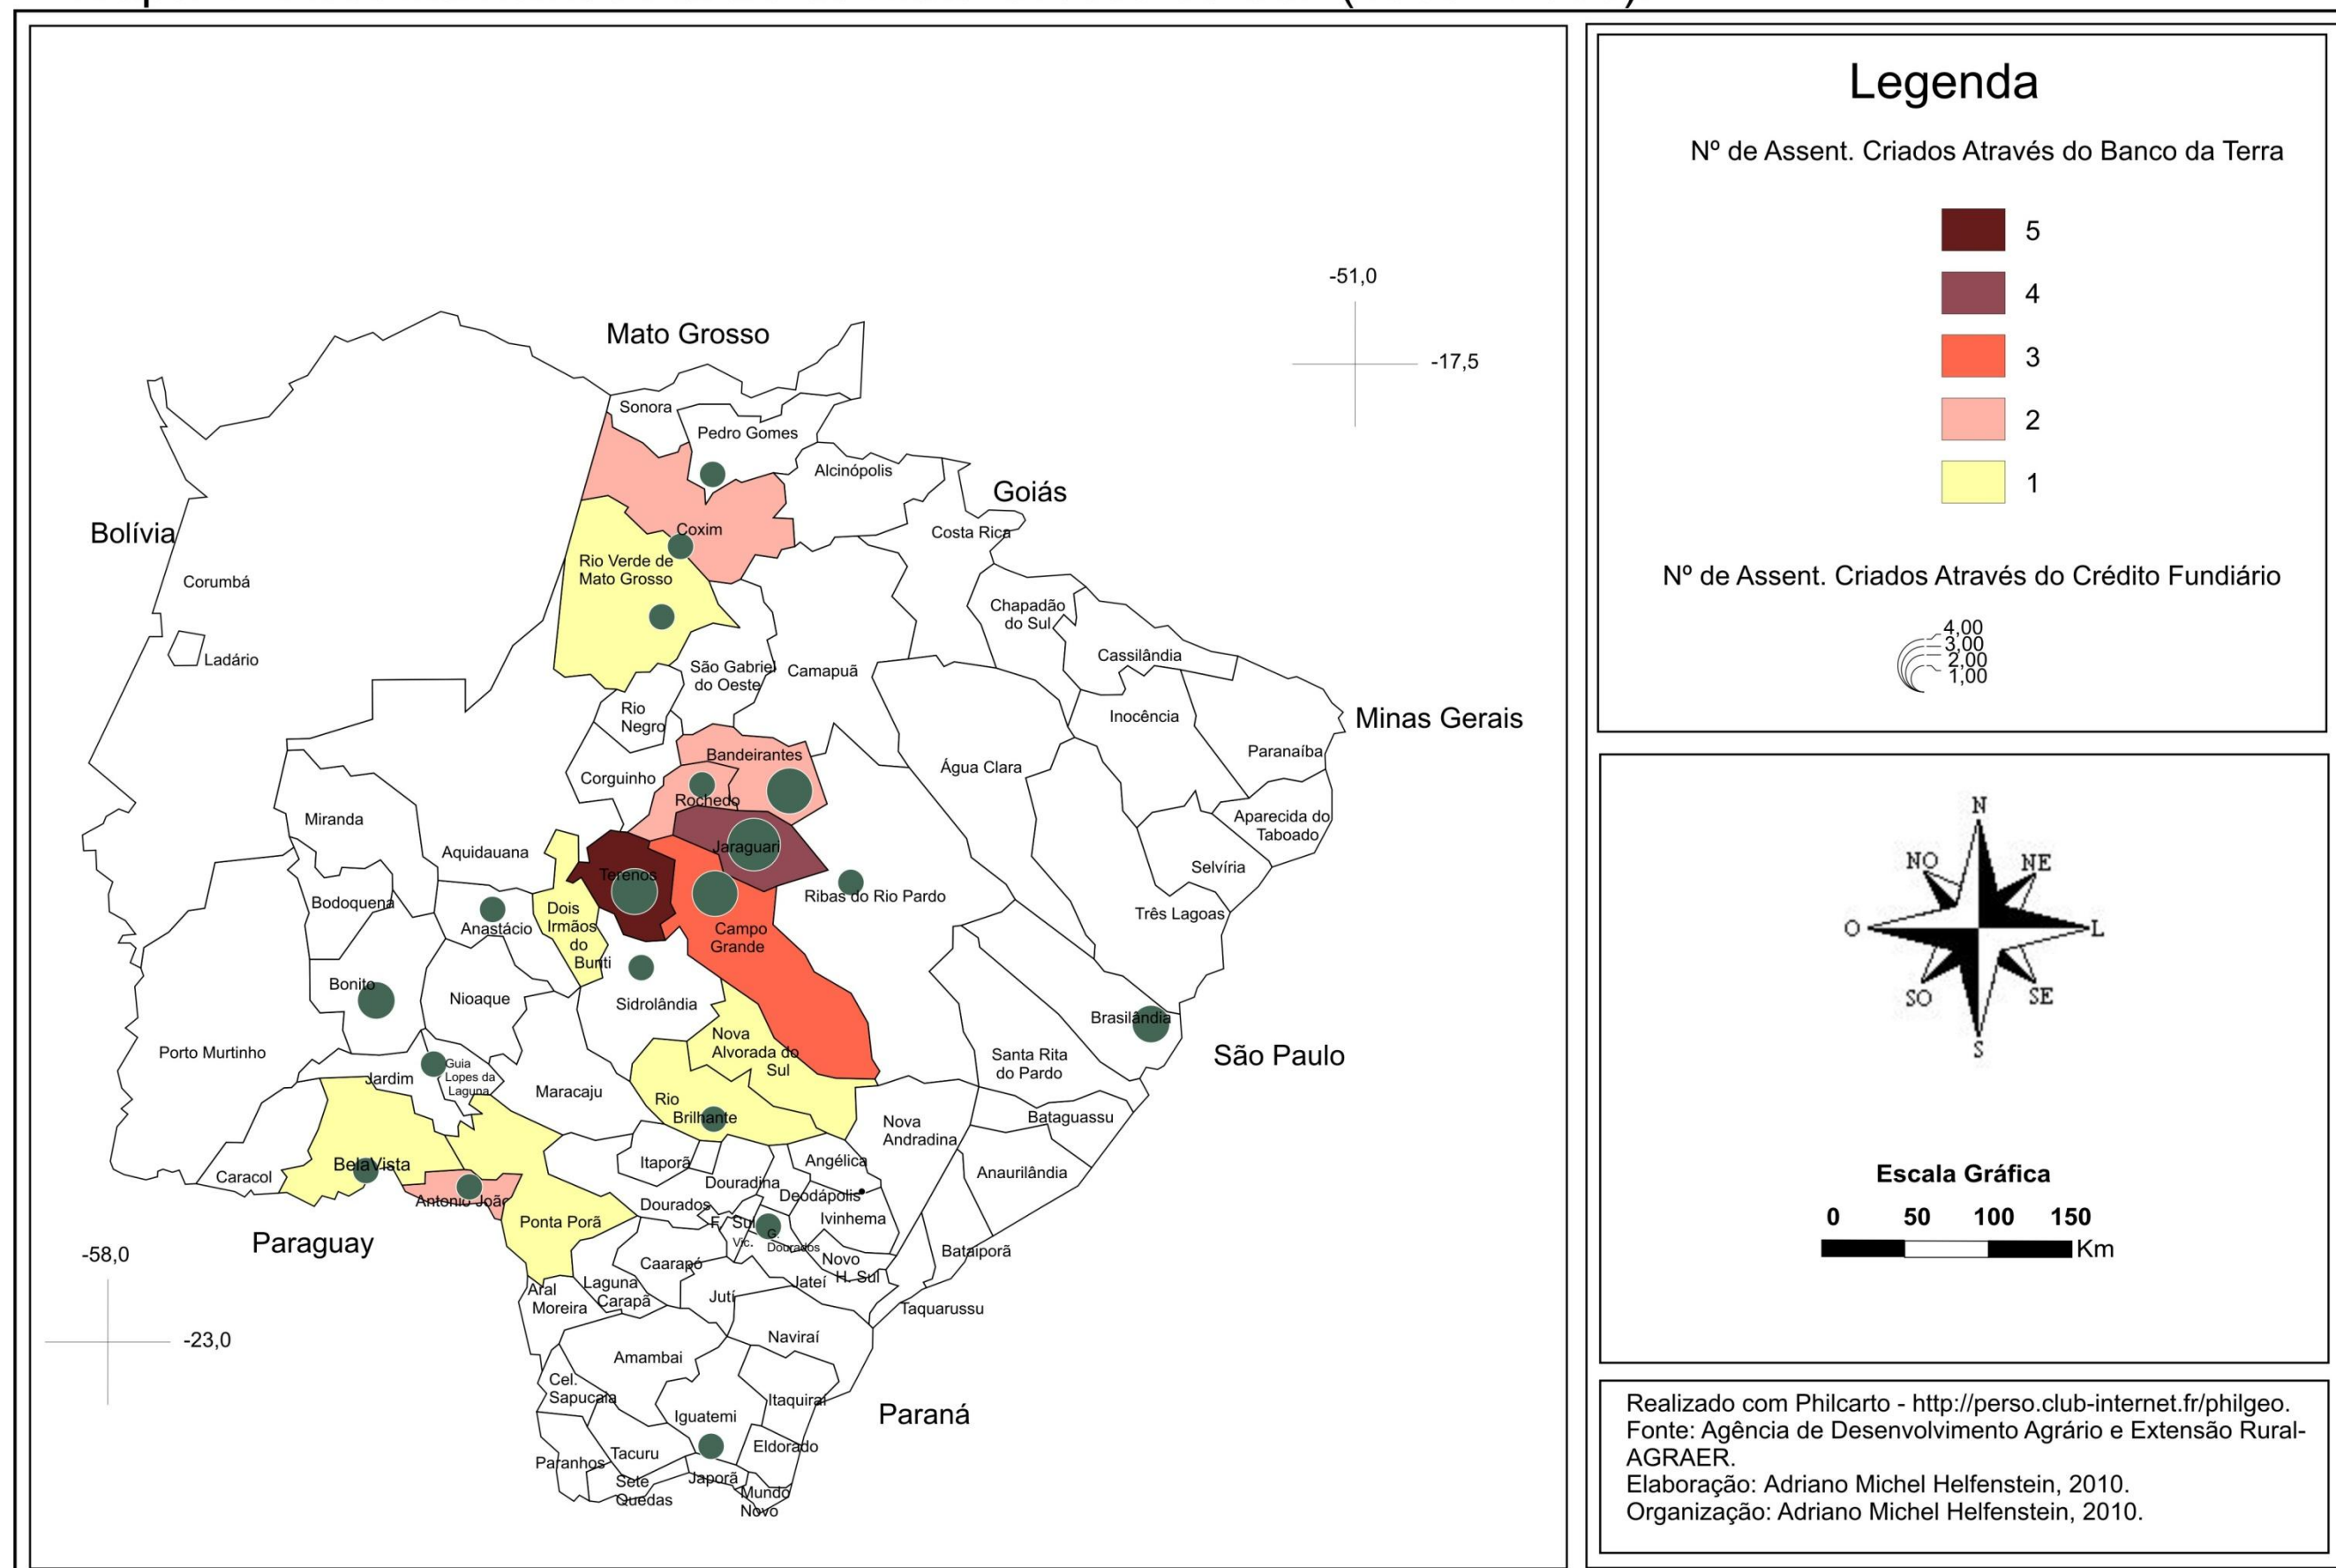 Legenda
Nº de Assent. Criados Através do Banco da Terra
5
4
3
2
1
Nº de Assent. Criados Através do Crédito Fundiário
4,00
3,00
2,00
1,00
-51,0
-17,5
Mato Grosso
Sonora
Pedro Gomes
Alcinópolis
Goiás
Bolívia
Coxim
Costa Rica
Rio Verde de
Mato Grosso
Corumbá
Chapadão
do Sul
Ladário
Cassilândia
São Gabriel
do Oeste
Camapuã
Rio
Negro
Inocência
Minas Gerais
Paranaíba
Bandeirantes
Água Clara
Corguinho
Rochedo
Miranda
Aparecida do
Taboado
Aquidauana
Jaraguari
Selvíria
Terenos
Ribas do Rio Pardo
Bodoquena
Dois
Irmãos
do
Buriti
Três Lagoas
Anastácio
Campo
Grande
Bonito
Nioaque
Sidrolândia
Brasilândia
Nova
Alvorada do
Sul
Porto Murtinho
Santa Rita
do Pardo
São Paulo
Guia
Lopes da
Laguna
Jardim
Maracaju
Rio
Brilhante
Nova
Andradina
Bataguassu
Itaporã
Angélica
BelaVista
Caracol
Anaurilândia
Douradina
Deodápolis
Antonio João
Dourados
Ivinhema
Ponta Porã
F. Sul
Vic.
G.
Dourados
Paraguay
Novo
H. Sul
Bataiporã
Caarapó
-58,0
Jateí
Laguna
Carapã
Aral
Moreira
Jutí
Taquarussu
-23,0
Naviraí
Amambai
Cel.
Sapucaia
Itaquiraí
Iguatemi
Paraná
Eldorado
Tacuru
Paranhos
Sete
Quedas
Japorã
Mundo
Novo
N
NO
NE
O
L
SO
SE
S
Escala Gráfica
0 50 100 150
Km
Realizado com Philcarto - http://perso.club-internet.fr/philgeo.
Fonte: Agência de Desenvolvimento Agrário e Extensão Rural-
AGRAER.
Elaboração: Adriano Michel Helfenstein, 2010.
Organização: Adriano Michel Helfenstein, 2010.